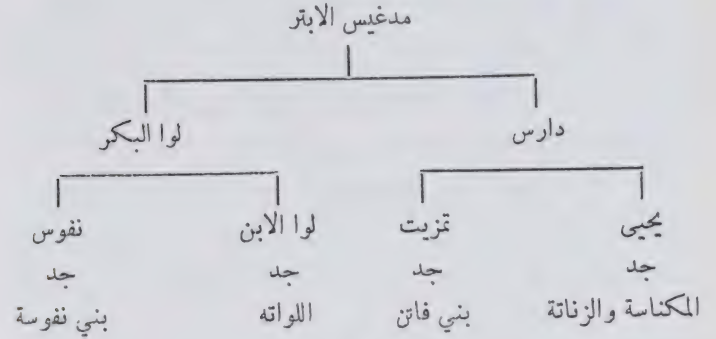 مدغيس الابتر
دارس لوا البكر
يحيى تمزيت لوا الابن نفوس
جد جد جد جد
المكناسة والزناتة بني فاتن اللواته بني نفوسة